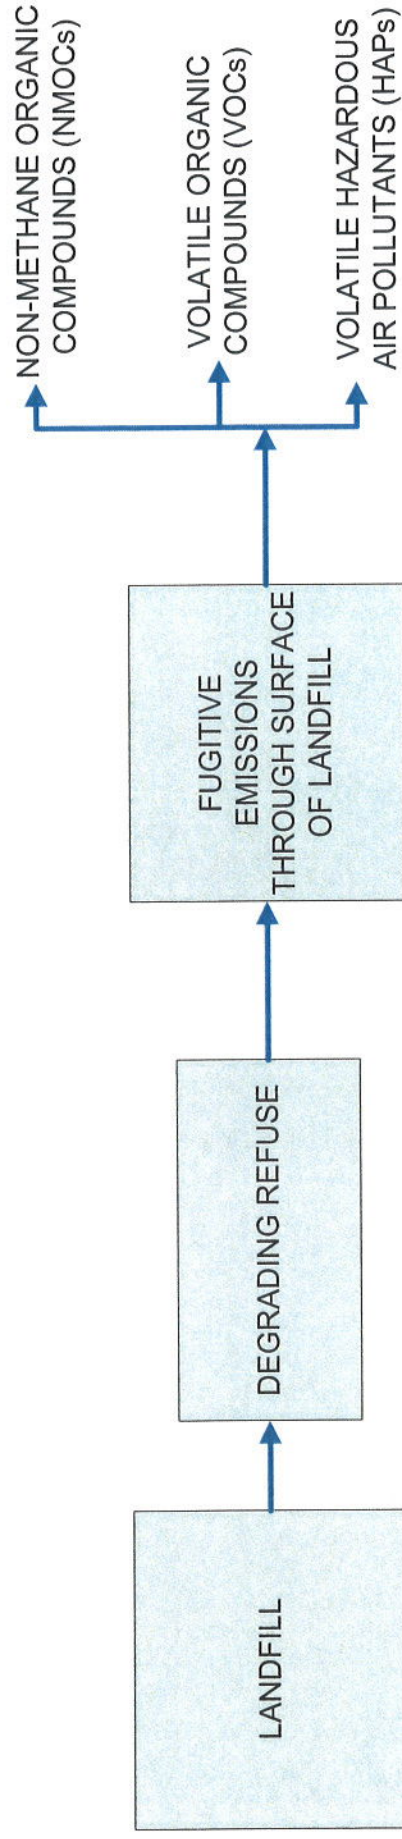 LANDFILL
DEGRADING REFUSE
FUGITIVE
EMISSIONS
THROUGH SURFACE
OF LANDFILL
NON-METHANE ORGANIC
COMPOUNDS (NMOCs)
VOLATILE ORGANIC
COMPOUNDS (VOCs)
VOLATILE HAZARDOUS
AIR POLLUTANTS (HAPs)